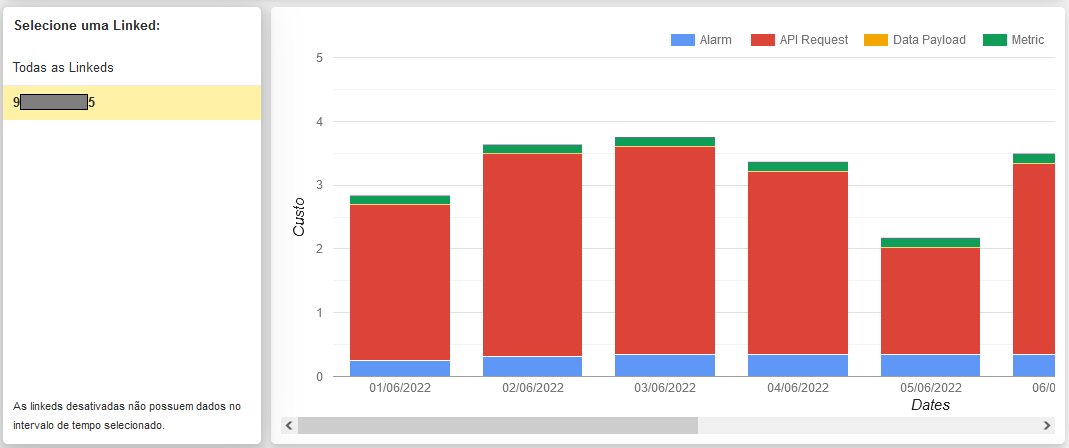 Selecione uma Linked:
Todas as Linkeds
9 5
As linkeds desativadas não possuem dados no
intervalo de tempo selecionado.
Alarm API Request Data Payload Metric
5
4
3
2
1
0
Custo
01/06/2022 02/06/2022 03/06/2022 04/06/2022 05/06/2022 06/0
Dates